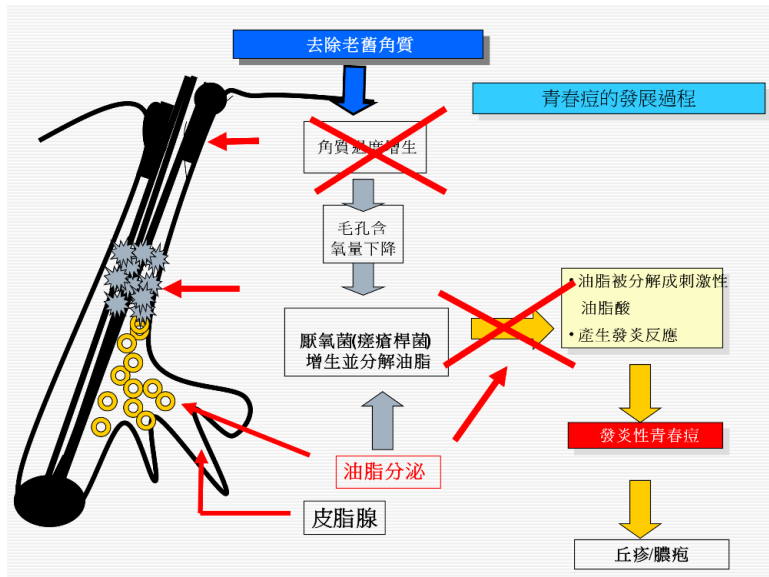 去除老舊角質
青春痘的發展過程
角質過度增生
毛孔含
氧量下降
•油脂被分解成刺激性
油脂酸
•產生發炎反應
厭氧菌(痤瘡桿菌)
增生並分解油脂
發炎性青春痘
油脂分泌
皮脂腺
丘疹/膿疱